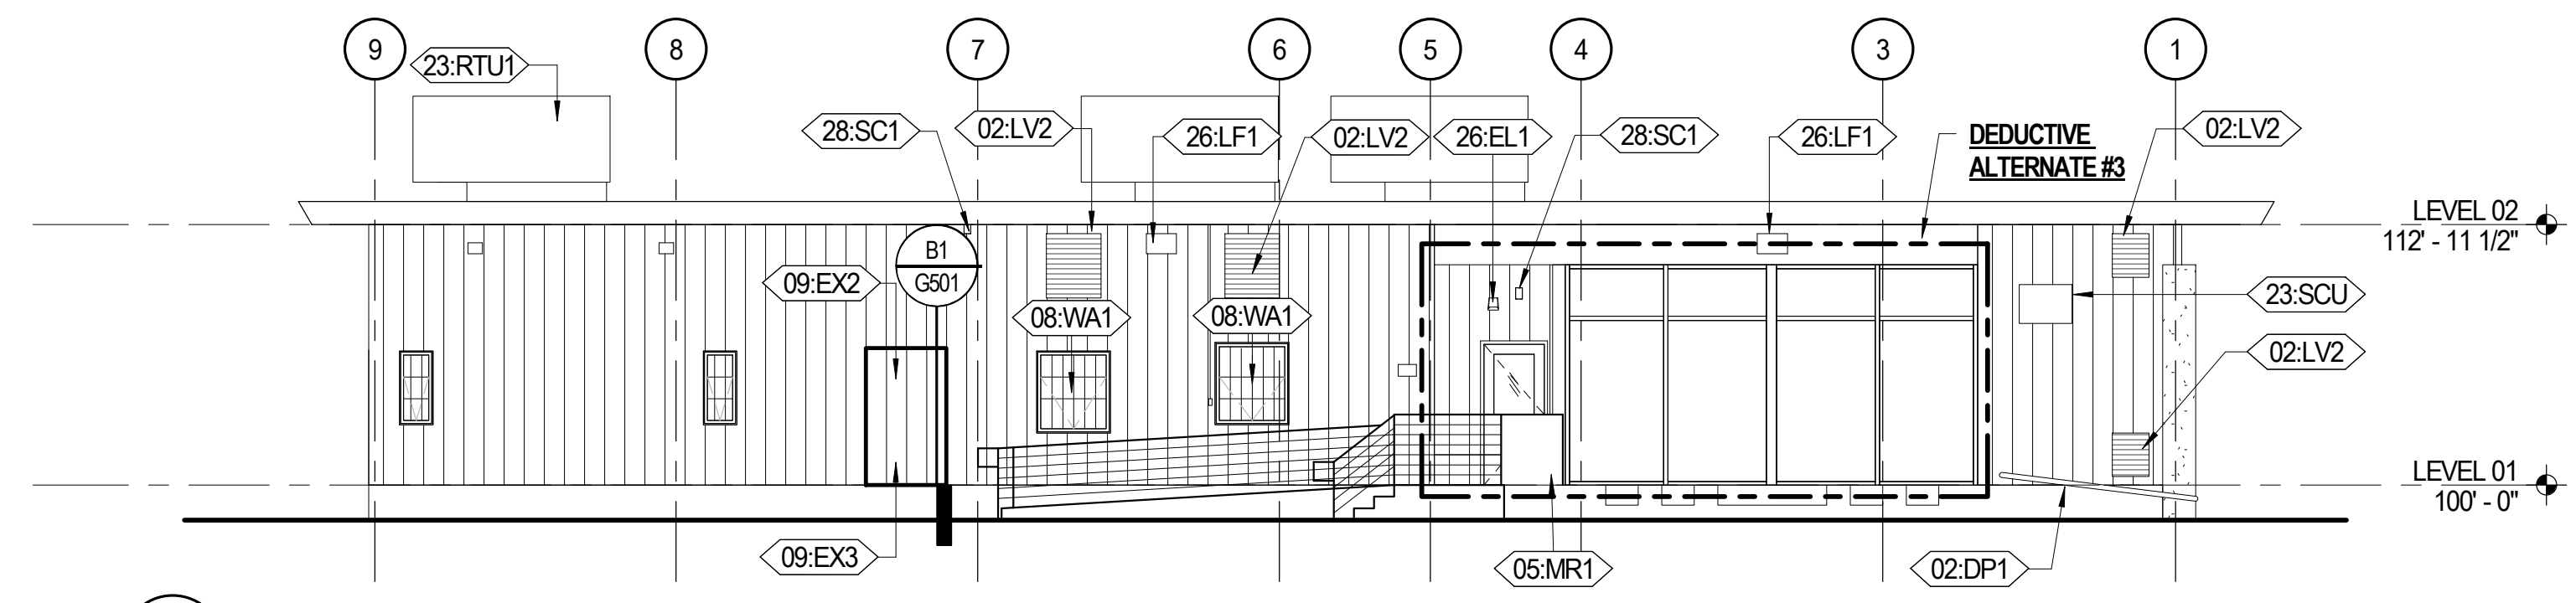 9
8
7
6
5
4
3
1
23:RTU1
28:SC1
02:LV2
26:LF1
02:LV2
26:EL1
28:SC1
26:LF1
DEDUCTIVE
ALTERNATE #3
02:LV2
LEVEL 02
112' - 11 1/2"
B1
G501
09:EX2
08:WA1
08:WA1
23:SCU
02:LV2
LEVEL 01
100' - 0"
09:EX3
05:MR1
02:DP1